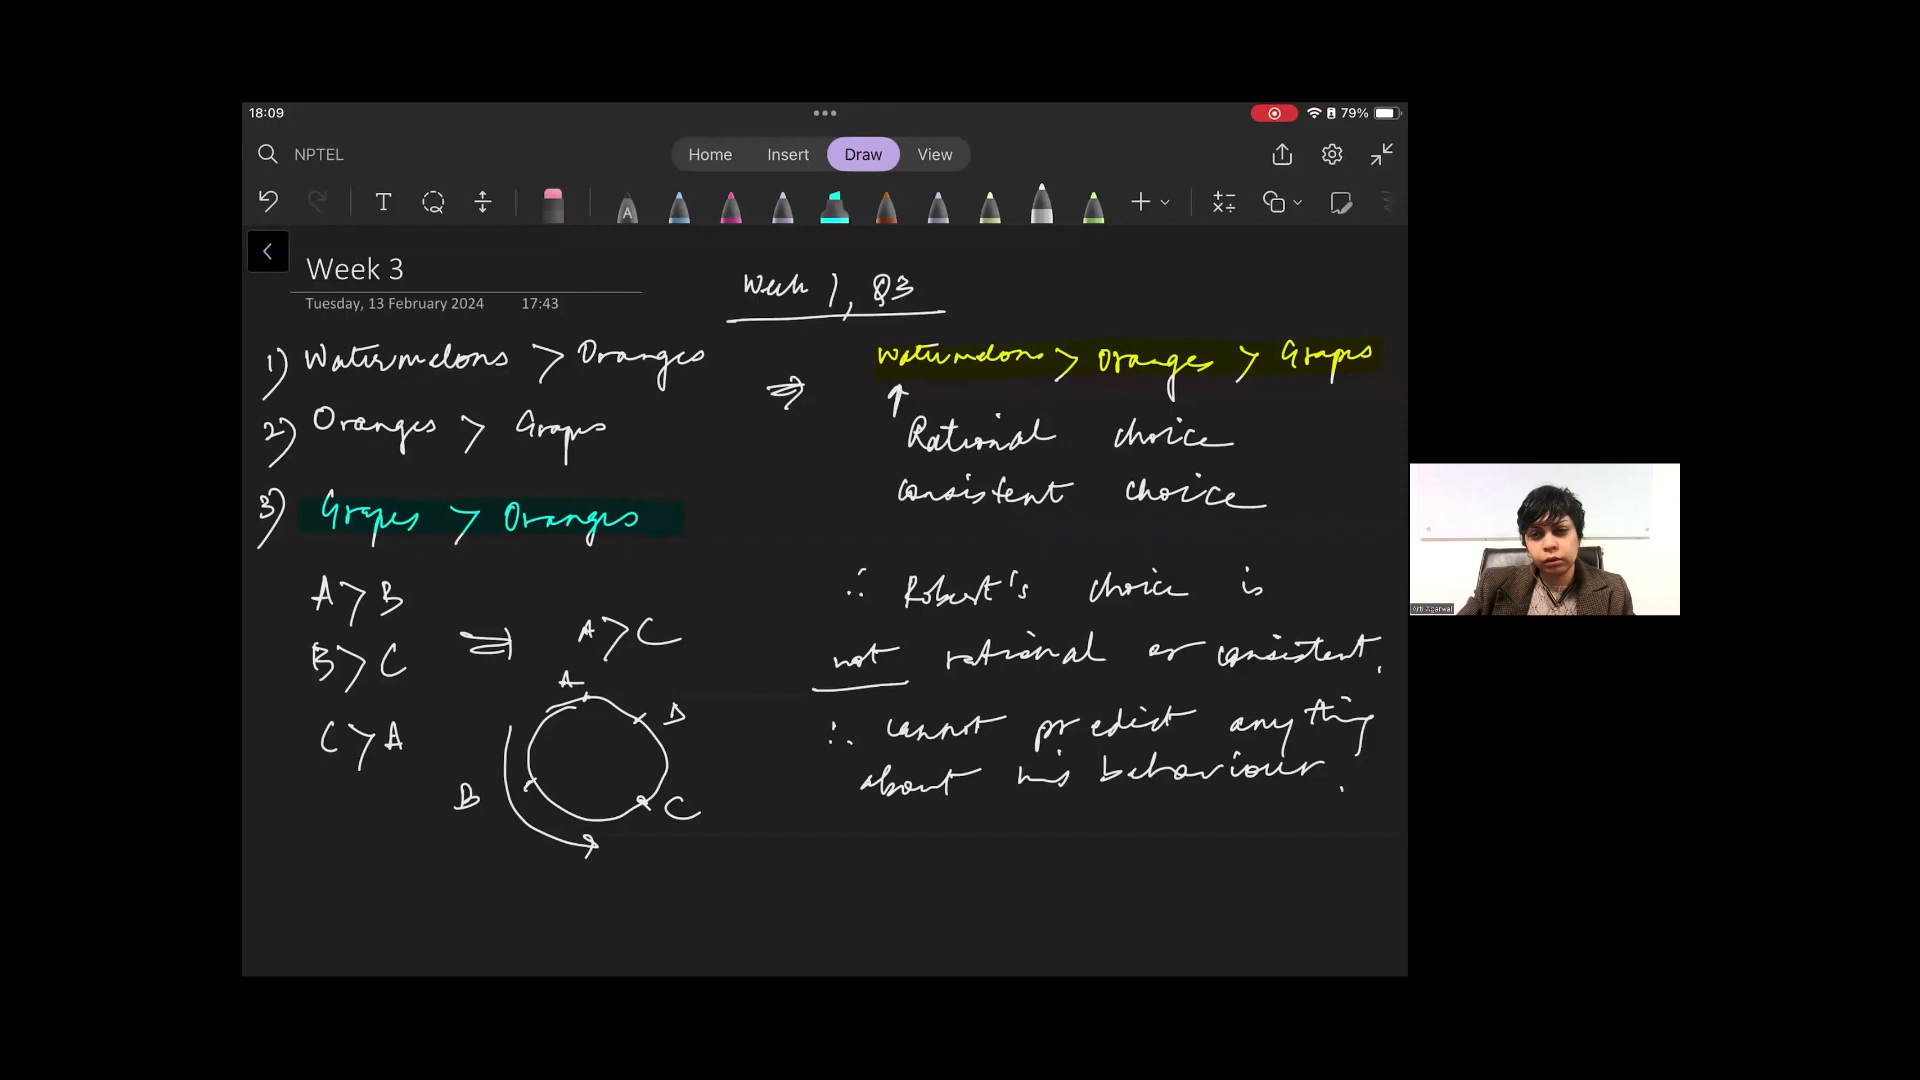 18:09
79%
NPTEL
Home Insert Draw View
T
A
Week 3
Tuesday, 13 February 2024 17:43
Week 1, Q3
1) Watermelons > Oranges
2) Oranges > Grapes
3) Grapes > Oranges
⇒
Watermelons > Oranges > Grapes
↑
Rational choice
consistent choice
A > B
B > C
C > A
⇒ A > C
A
D
B
C
∴ Robert's choice is
not rational or consistent.
∴ cannot predict anything
about his behaviour.
Arti Agarwal